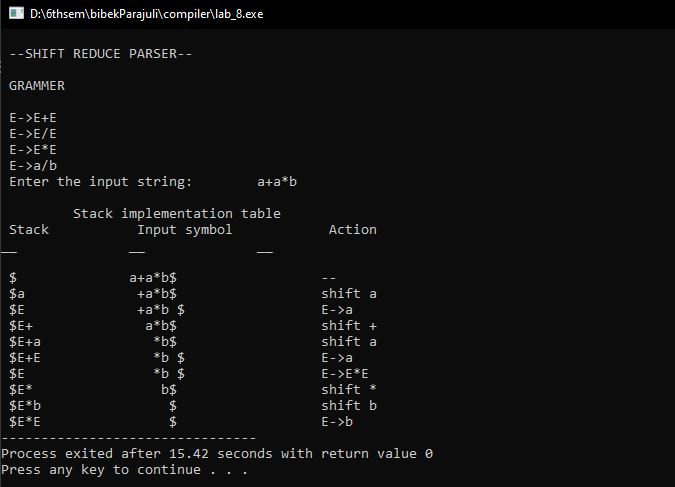 D:\6thsem\bibekParajuli\compiler\lab_8.exe
--SHIFT REDUCE PARSER--
GRAMMER
E->E+E
E->E/E
E->E*E
E->a/b
Enter the input string:        a+a*b
Stack implementation table
Stack           Input symbol            Action
__              __              __
$              a+a*b$                  --
$a              +a*b$                  shift a
$E              +a*b $                 E->a
$E+              a*b$                  shift +
$E+a              *b$                  shift a
$E+E              *b $                 E->a
$E                *b $                 E->E*E
$E*                b$                  shift *
$E*b                $                  shift b
$E*E                $                  E->b
--------------------------------
Process exited after 15.42 seconds with return value 0
Press any key to continue . . .